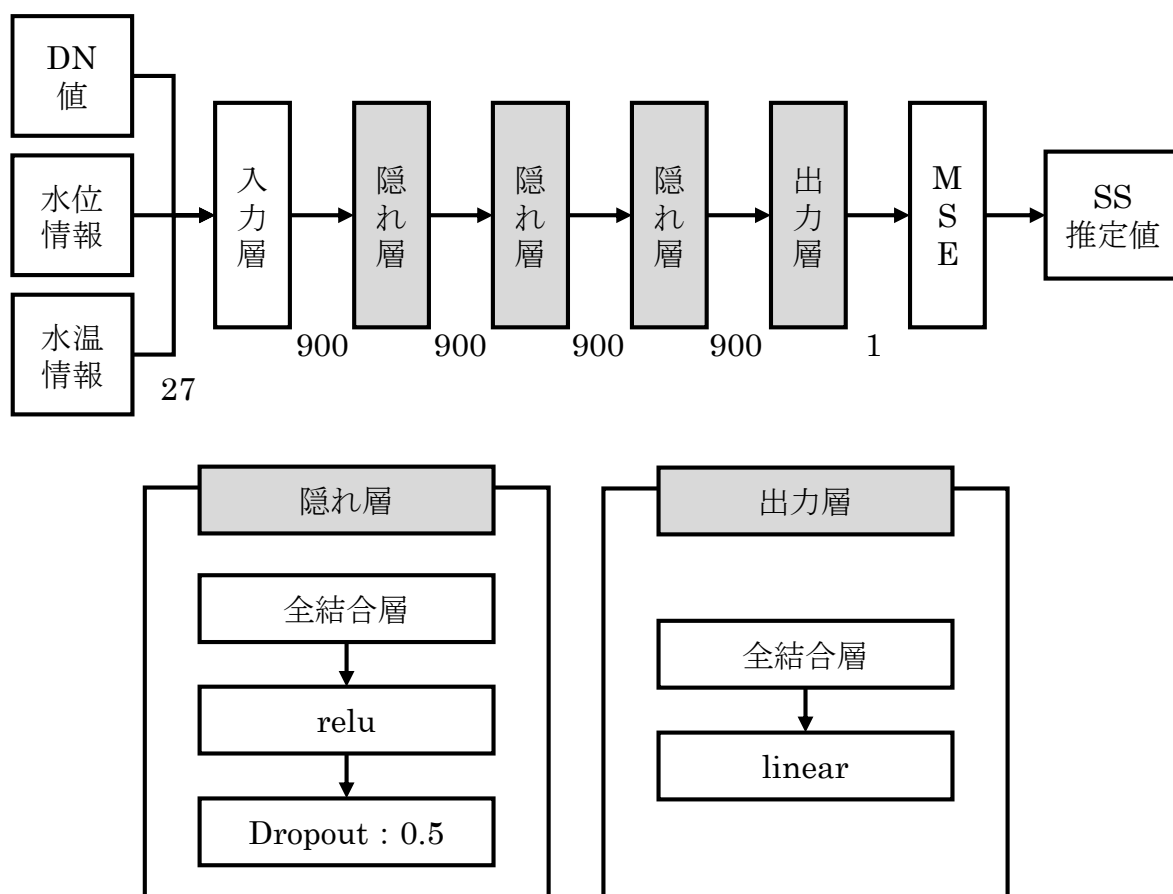 DN
値
水位
情報
水温
情報
27
入力層
900
隠れ層
900
隠れ層
900
隠れ層
900
出力層
1
MSE
SS
推定値
隠れ層
全結合層
relu
Dropout：0.5
出力層
全結合層
linear